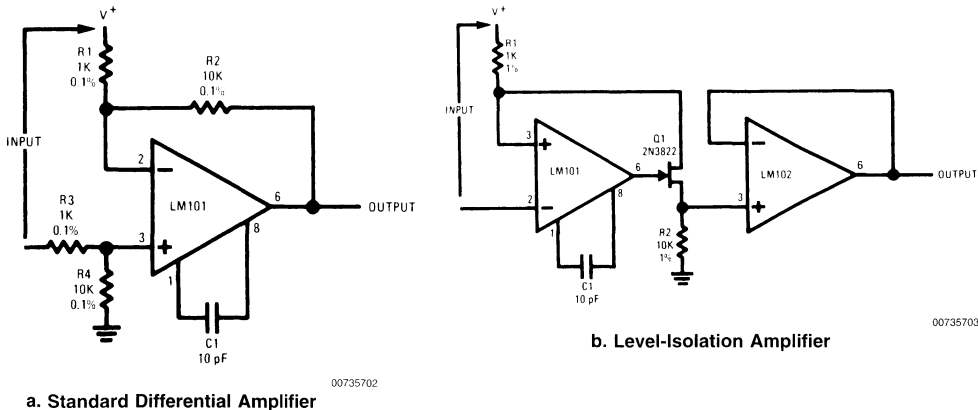 V+
R1
1K
0.1%
R2
10K
0.1%
INPUT
2
LM101
6
OUTPUT
8
R3
1K
0.1%
3
R4
10K
0.1%
1
C1
10 pF
00735702
a. Standard Differential Amplifier
V+
R1
1K
1%
INPUT
3
LM101
6
8
2
1
C1
10 pF
Q1
2N3822
R2
10K
1%
3
LM102
6
OUTPUT
00735703
b. Level-Isolation Amplifier